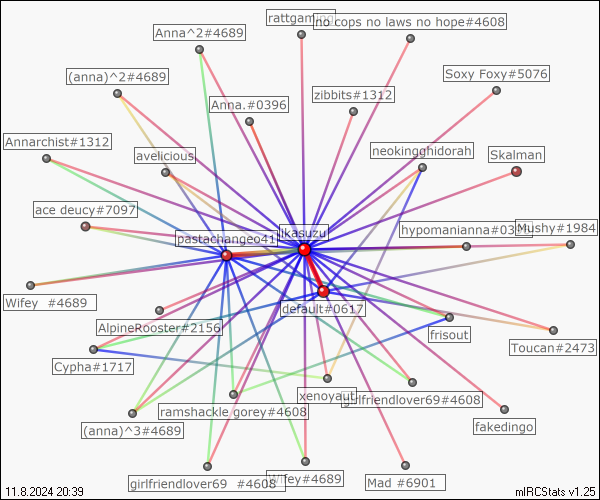 rattgaming
no cops no laws no hope#4608
Anna^2#4689
(anna)^2#4689
Soxy Foxy#5076
Anna.#0396
zibbits#1312
Annarchist#1312
avelicious
neokingghidorah
Skalman
ace deucy#7097
pastachangeo41
ikasuzu
hypomanianna#03
Mushy#1984
Wifey #4689
default#0617
AlpineRooster#2156
frisout
Toucan#2473
Cypha#1717
xenoyaut
girlfriendlover69#4608
ramshackle gorey#4608
fakedingo
(anna)^3#4689
girlfriendlover69 #4608
Wifey#4689
Mad #6901
11.8.2024 20:39
mIRCStats v1.25